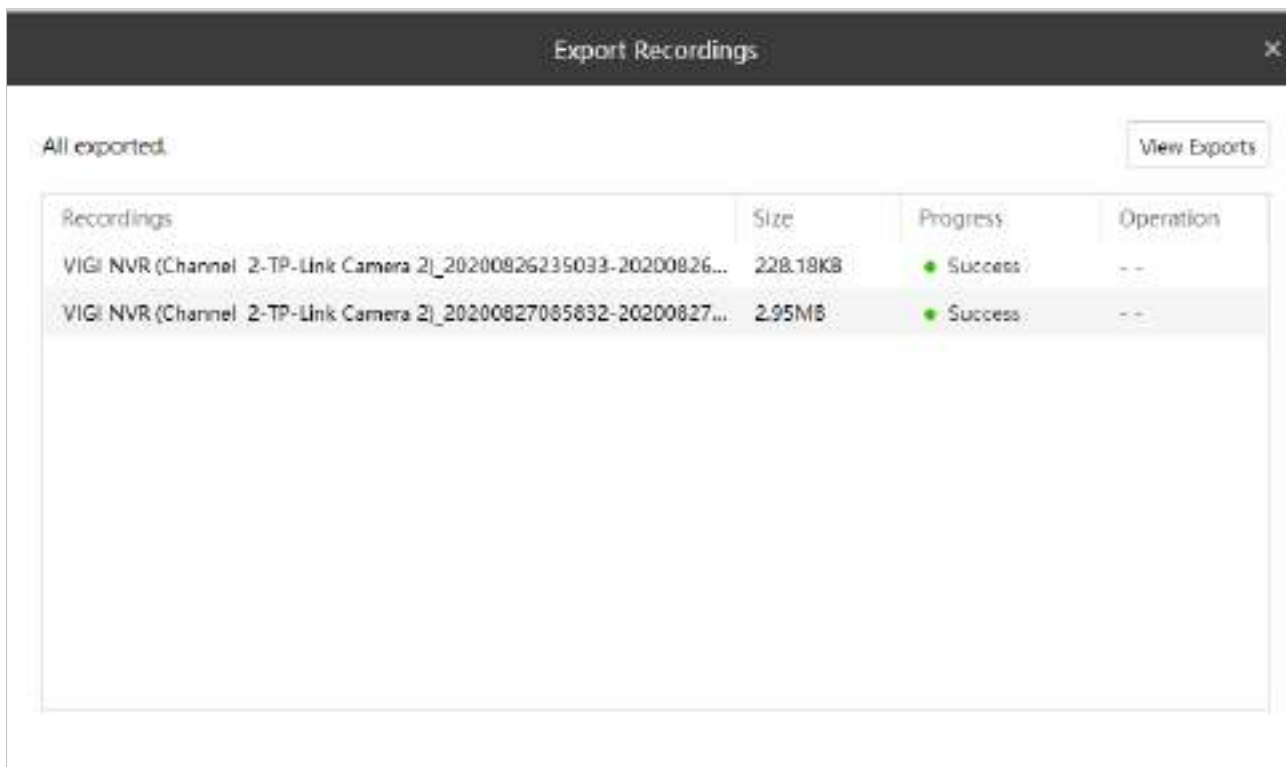 Export Recordings ×
All exported. View Exports
Recordings Size Progress Operation
VIGI NVR (Channel 2-TP-Link Camera 2)_20200826235033-20200826... 228.18KB Success - -
VIGI NVR (Channel 2-TP-Link Camera 2)_20200827085832-20200827... 2.95MB Success - -